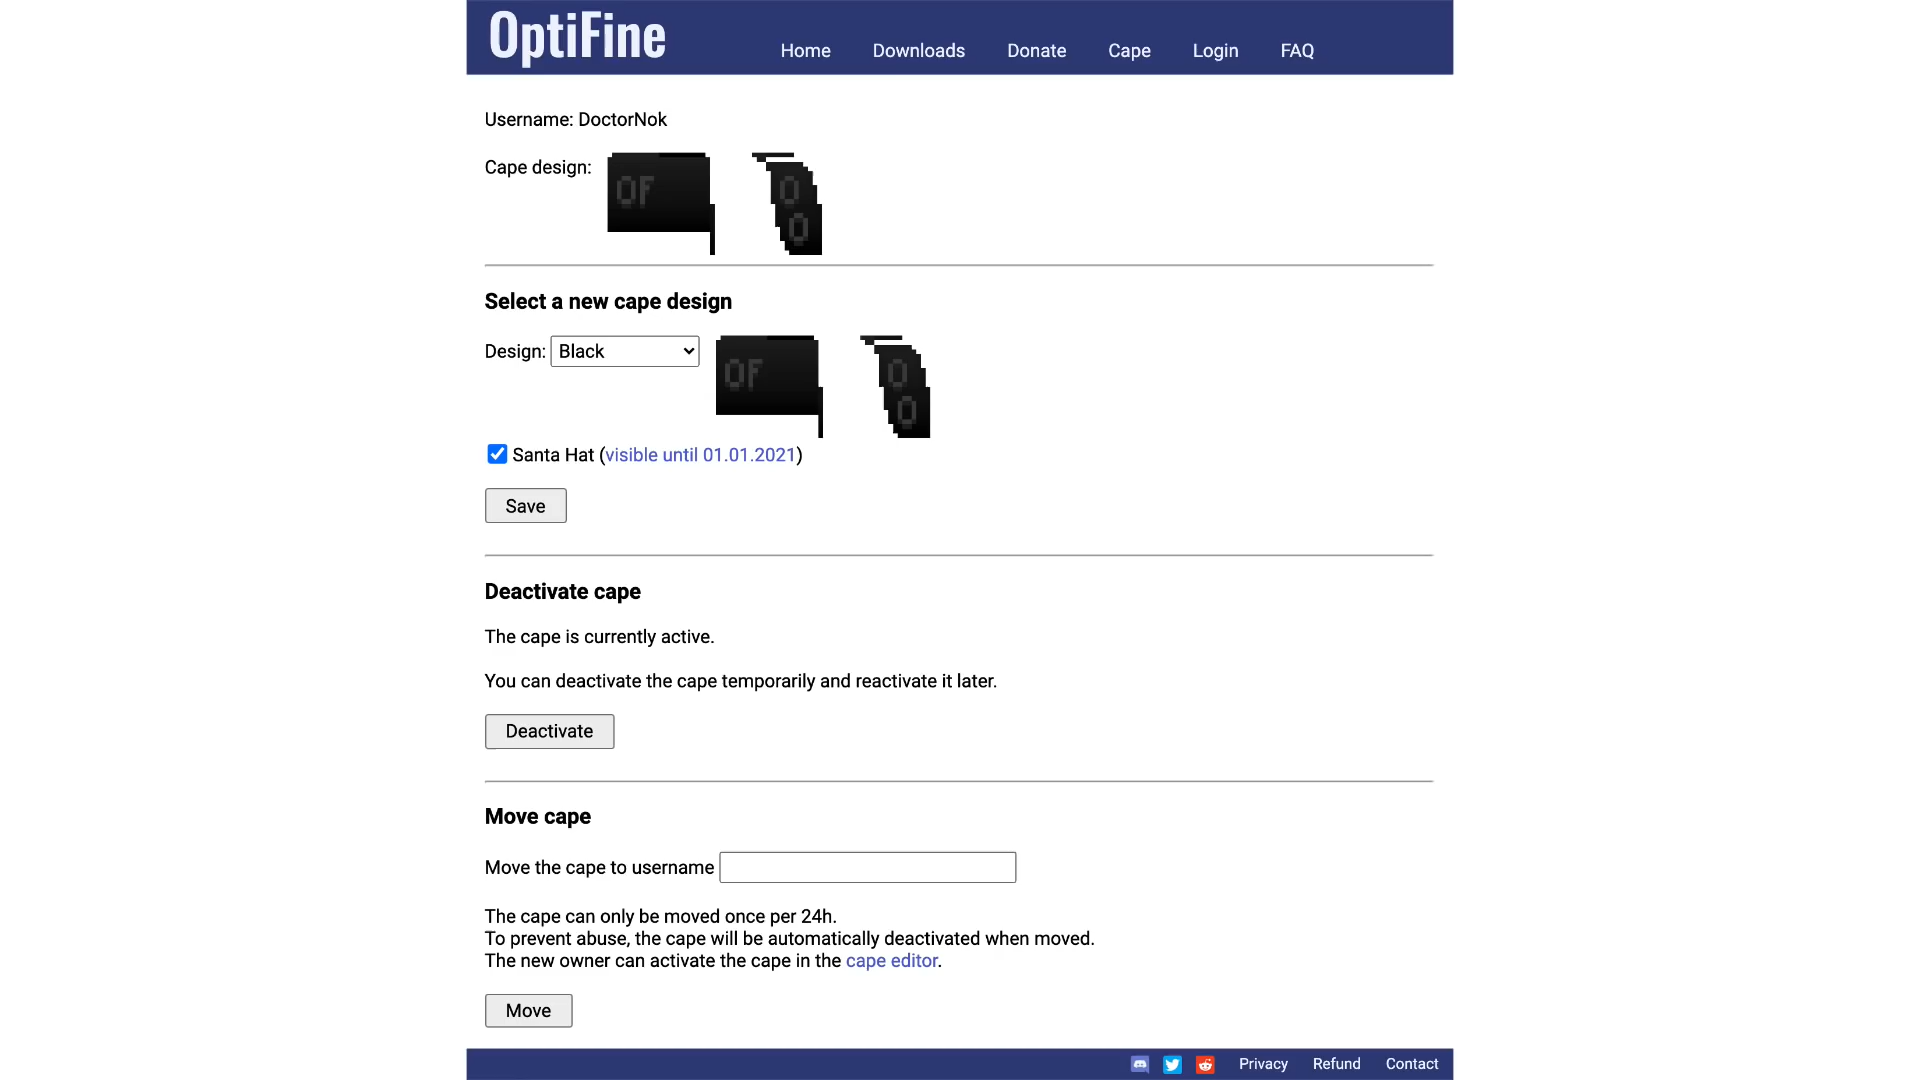 OptiFine
Home Downloads Donate Cape Login FAQ
Username: DoctorNok
Cape design:
OF O
O
Select a new cape design
Design: Black
OF O
O
Santa Hat (visible until 01.01.2021)
Save
Deactivate cape
The cape is currently active.
You can deactivate the cape temporarily and reactivate it later.
Deactivate
Move cape
Move the cape to username
The cape can only be moved once per 24h.
To prevent abuse, the cape will be automatically deactivated when moved.
The new owner can activate the cape in the cape editor.
Move
Privacy Refund Contact